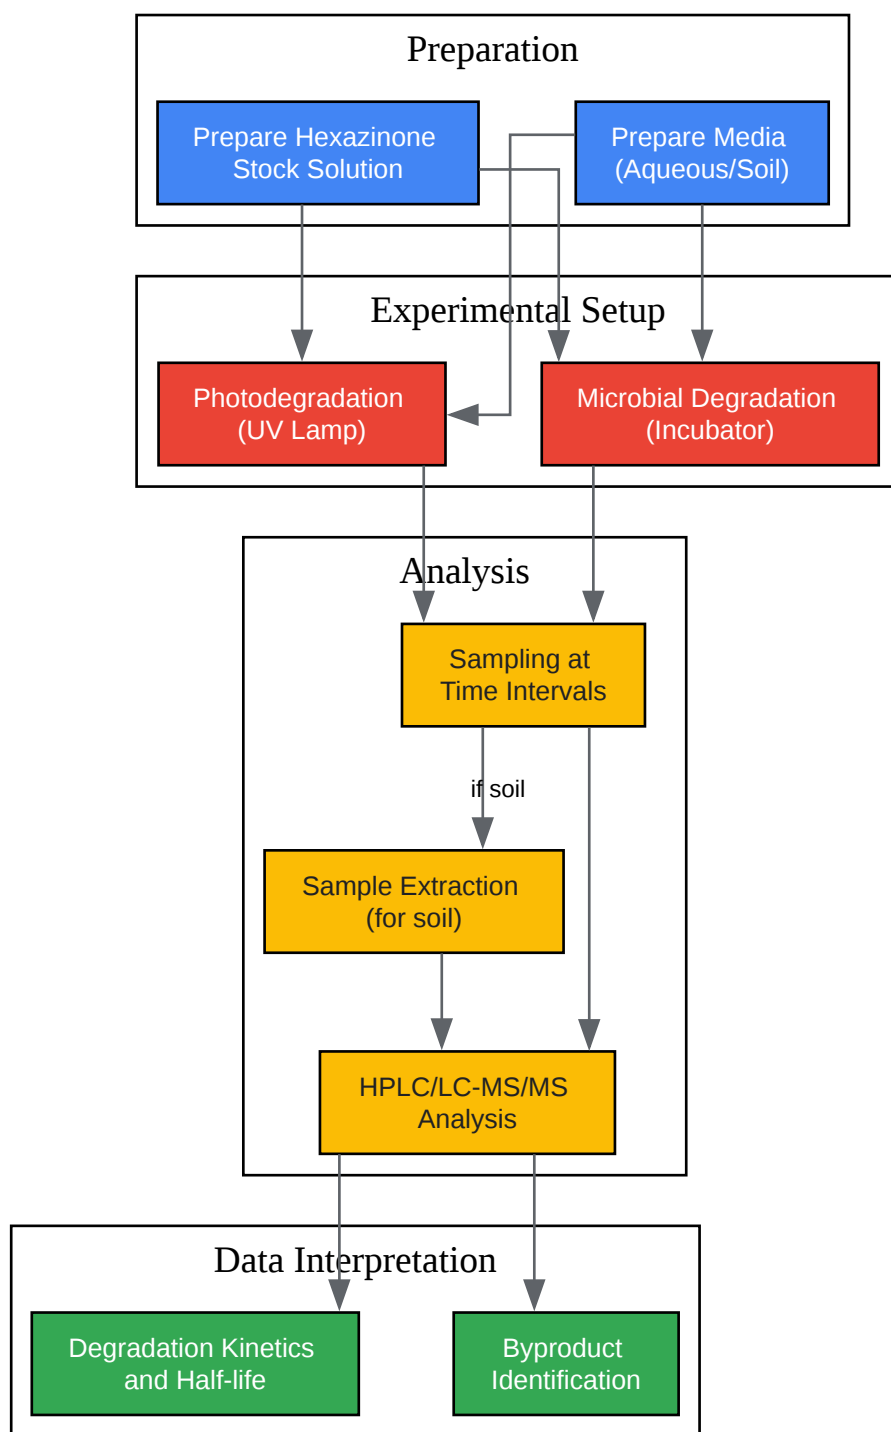 Preparation
Prepare Hexazinone
Stock Solution
Prepare Media
(Aqueous/Soil)
Experimental Setup
Photodegradation
(UV Lamp)
Microbial Degradation
(Incubator)
Analysis
Sampling at
Time Intervals
if soil
Sample Extraction
(for soil)
HPLC/LC-MS/MS
Analysis
Data Interpretation
Degradation Kinetics
and Half-life
Byproduct
Identification